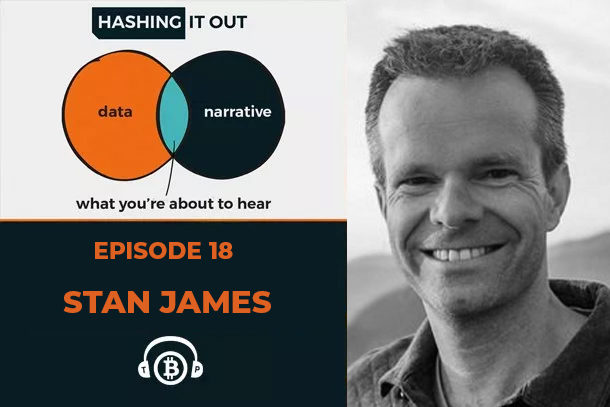 HASHING IT OUT
data
narrative
what you're about to hear
EPISODE 18
STAN JAMES
T B P